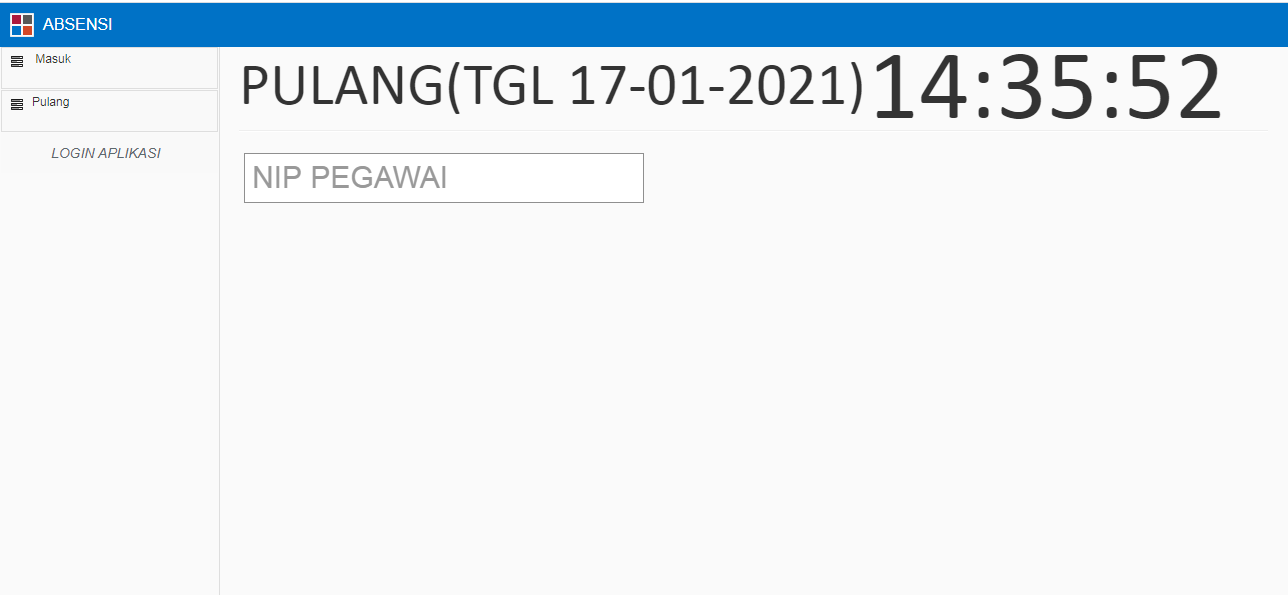 ABSENSI
Masuk
Pulang
LOGIN APLIKASI
PULANG(TGL 17-01-2021) 14:35:52
NIP PEGAWAI